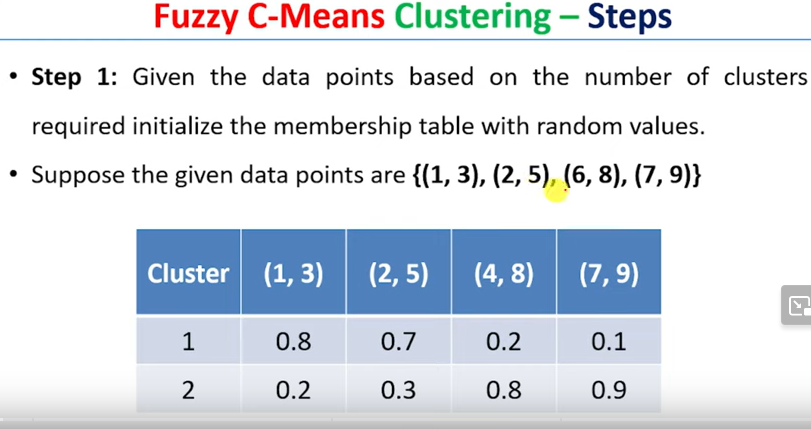 Fuzzy C-Means Clustering – Steps
• Step 1: Given the data points based on the number of clusters
required initialize the membership table with random values.
• Suppose the given data points are {(1, 3), (2, 5), (6, 8), (7, 9)}
Cluster (1, 3) (2, 5) (4, 8) (7, 9)
1 0.8 0.7 0.2 0.1
2 0.2 0.3 0.8 0.9